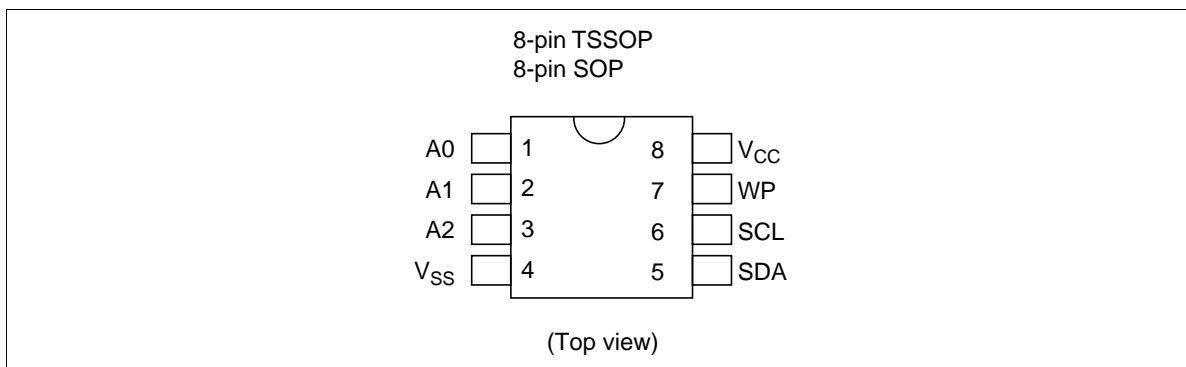 8-pin TSSOP
8-pin SOP
A0 1 8 VCC
A1 2 7 WP
A2 3 6 SCL
VSS 4 5 SDA
(Top view)